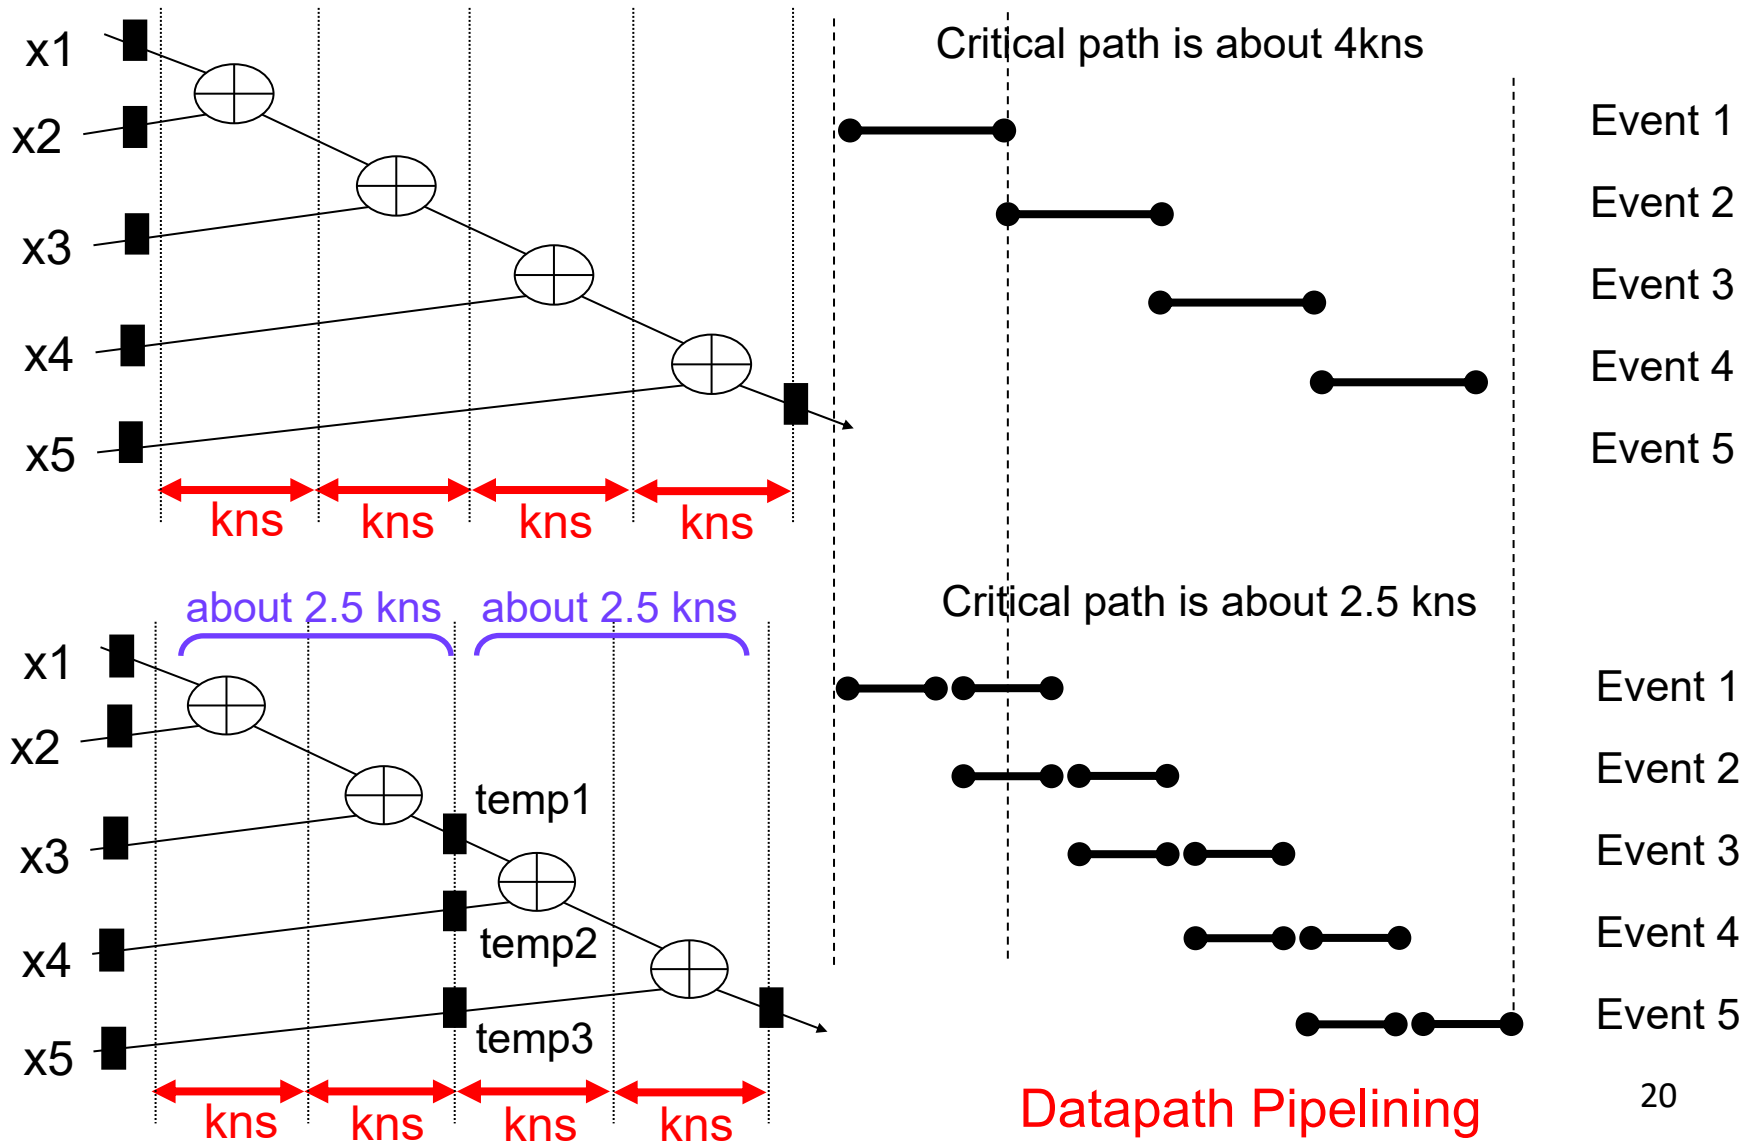 x1
x2
x3
x4
x5
kns
kns
kns
kns
Critical path is about 4kns
Event 1
Event 2
Event 3
Event 4
Event 5
about 2.5 kns
about 2.5 kns
x1
x2
x3
x4
x5
temp1
temp2
temp3
kns
kns
kns
kns
Critical path is about 2.5 kns
Event 1
Event 2
Event 3
Event 4
Event 5
Datapath Pipelining
20